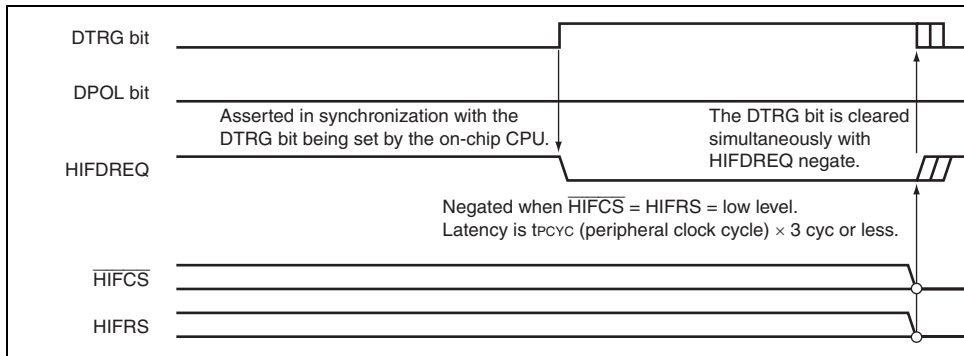 DTRG bit
DPOL bit
Asserted in synchronization with the
DTRG bit being set by the on-chip CPU.
The DTRG bit is cleared
simultaneously with
HIFDREQ negate.
HIFDREQ
Negated when HIFCS = HIFRS = low level.
Latency is tPCYC (peripheral clock cycle) × 3 cyc or less.
HIFCS
HIFRS